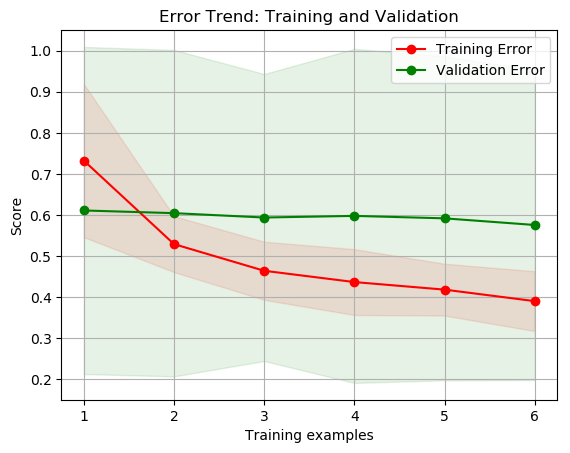 Error Trend: Training and Validation
Training Error
Validation Error
1.0
0.9
0.8
0.7
0.6
0.5
0.4
0.3
0.2
Score
1 2 3 4 5 6
Training examples